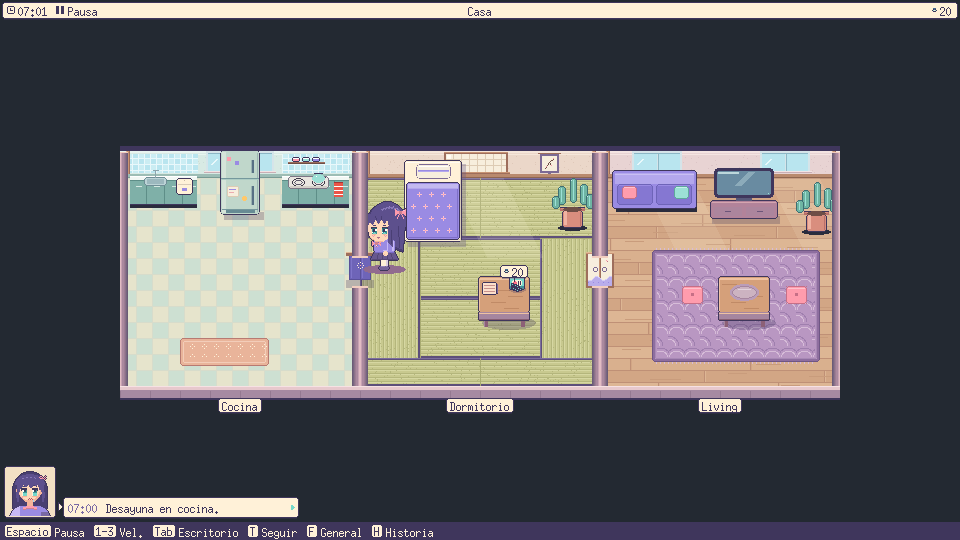 07:01 Pausa
Casa
20
20
Cocina
Dormitorio
Living
07:00 Desayuna en cocina.
Espacio Pausa 1-3 Vel. Tab Escritorio T Seguir F General H Historia